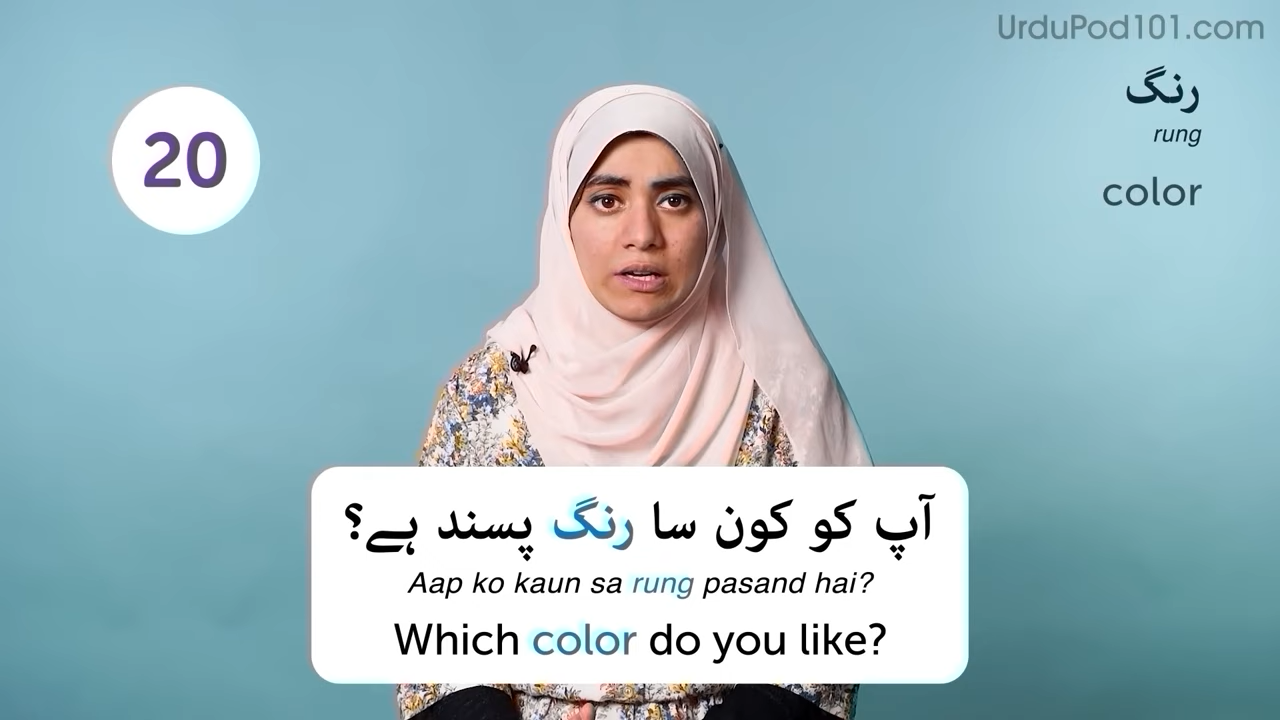 UrduPod101.com
20
رنگ
rung
color
آپ کو کون سا رنگ پسند ہے؟
Aap ko kaun sa rung pasand hai?
Which color do you like?